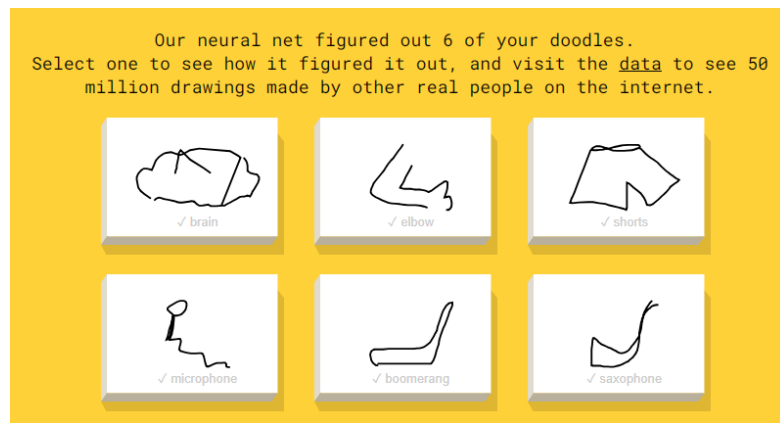 Our neural net figured out 6 of your doodles.
Select one to see how it figured it out, and visit the data to see 50
million drawings made by other real people on the internet.
✓ brain
✓ elbow
✓ shorts
✓ microphone
✓ boomerang
✓ saxophone